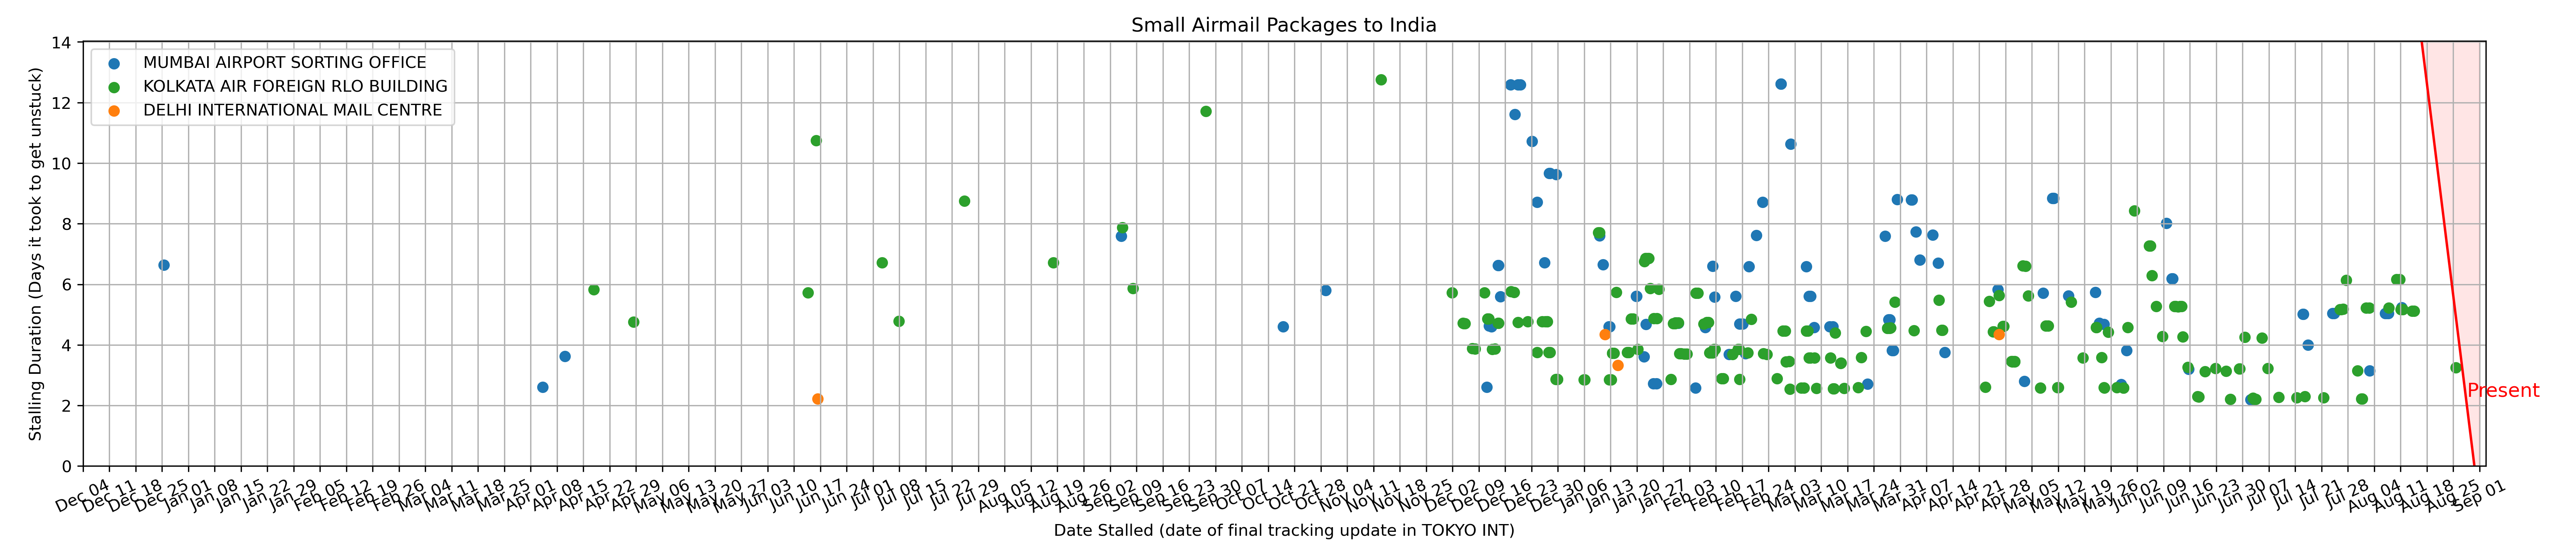 Small Airmail Packages to India
Stalling Duration (Days it took to get unstuck)
14
12
10
8
6
4
2
0
MUMBAI AIRPORT SORTING OFFICE
KOLKATA AIR FOREIGN RLO BUILDING
DELHI INTERNATIONAL MAIL CENTRE
Present
Dec 04
Dec 11
Dec 18
Dec 25
Jan 01
Jan 08
Jan 15
Jan 22
Jan 29
Feb 05
Feb 12
Feb 19
Feb 26
Mar 04
Mar 11
Mar 18
Mar 25
Apr 01
Apr 08
Apr 15
Apr 22
Apr 29
May 06
May 13
May 20
May 27
Jun 03
Jun 10
Jun 17
Jun 24
Jul 01
Jul 08
Jul 15
Jul 22
Jul 29
Aug 05
Aug 12
Aug 19
Aug 26
Sep 02
Sep 09
Sep 16
Sep 23
Sep 30
Oct 07
Oct 14
Oct 21
Oct 28
Nov 04
Nov 11
Nov 18
Nov 25
Dec 02
Dec 09
Dec 16
Dec 23
Dec 30
Jan 06
Jan 13
Jan 20
Jan 27
Feb 03
Feb 10
Feb 17
Feb 24
Mar 03
Mar 10
Mar 17
Mar 24
Mar 31
Apr 07
Apr 14
Apr 21
Apr 28
May 05
May 12
May 19
May 26
Jun 02
Jun 09
Jun 16
Jun 23
Jun 30
Jul 07
Jul 14
Jul 21
Jul 28
Aug 04
Aug 11
Aug 18
Aug 25
Sep 01
Date Stalled (date of final tracking update in TOKYO INT)